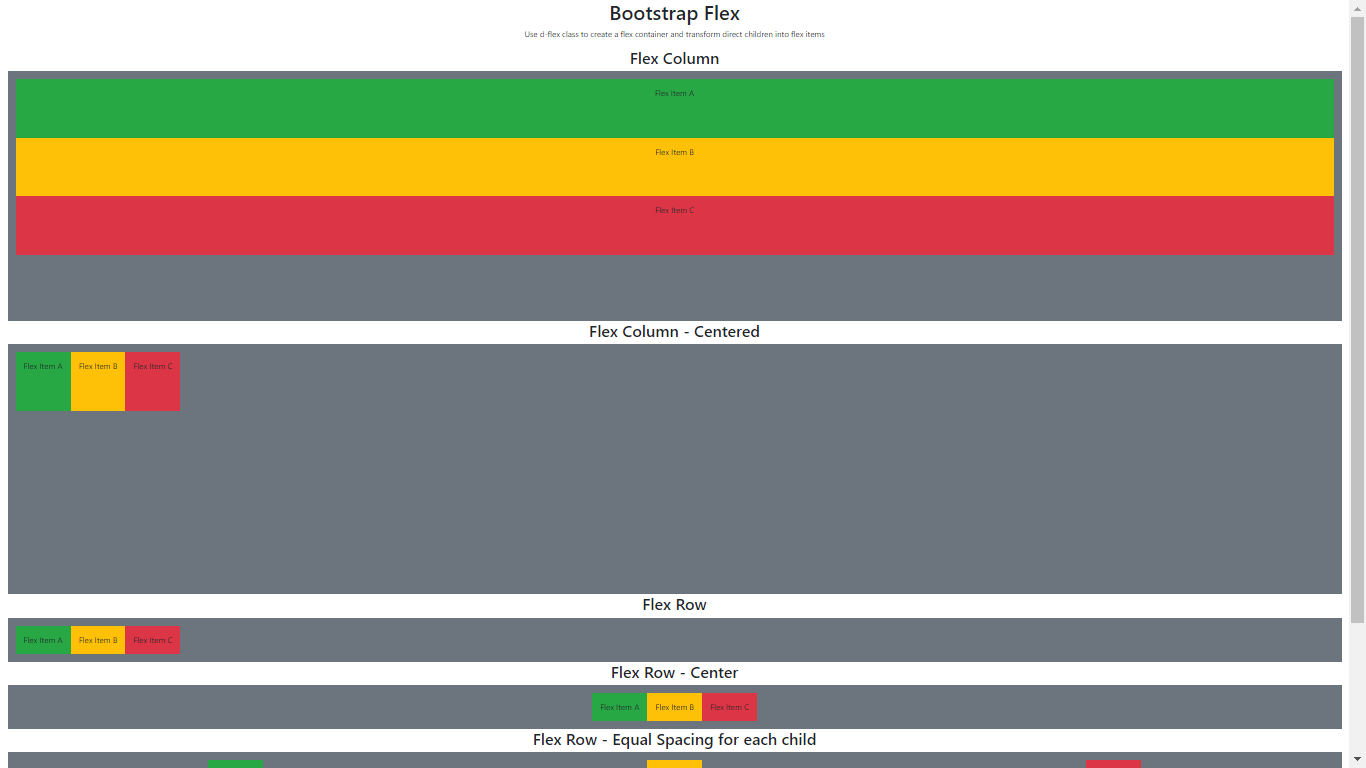 Bootstrap Flex
Use d-flex class to create a flex container and transform direct children into flex items
Flex Column
Flex Item A
Flex Item B
Flex Item C
Flex Column - Centered
Flex Item A Flex Item B Flex Item C
Flex Row
Flex Item A Flex Item B Flex Item C
Flex Row - Center
Flex Item A Flex Item B Flex Item C
Flex Row - Equal Spacing for each child